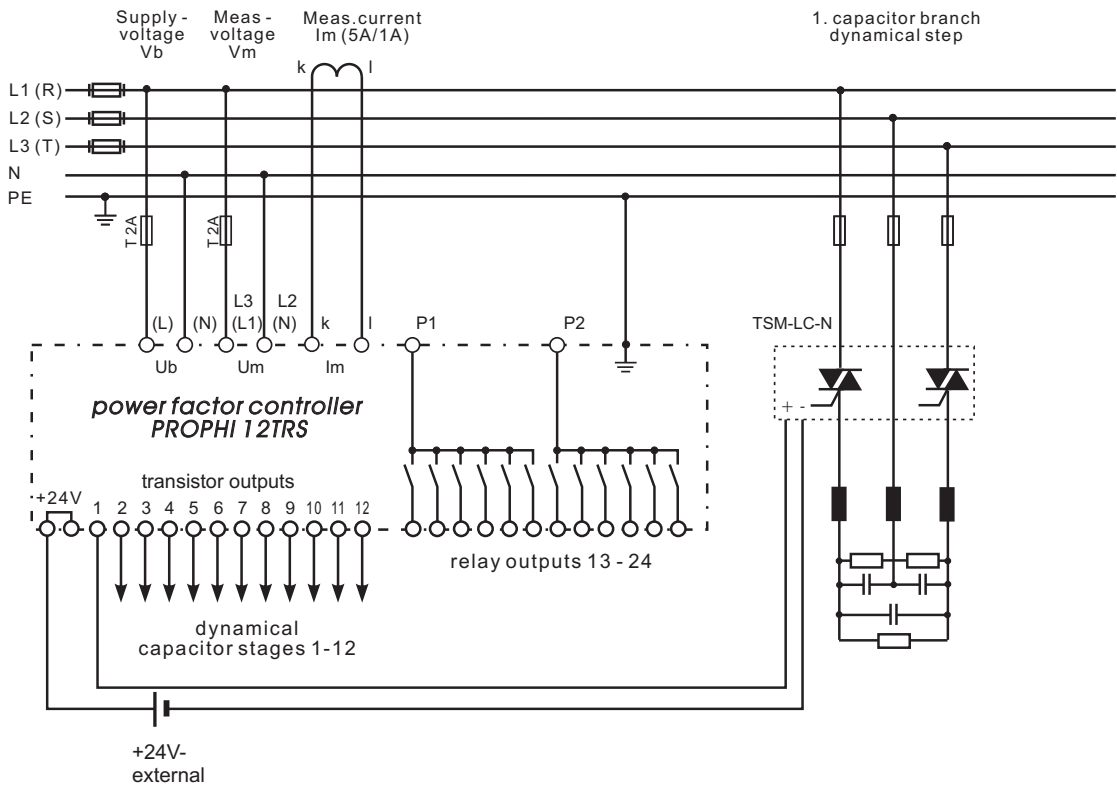 Supply-
voltage
Vb
Meas-
voltage
Vm
Meas.current
Im (5A/1A)
1. capacitor branch
dynamical step
k
l
L1 (R)
L2 (S)
L3 (T)
N
PE
T 2A
T 2A
L3
L2
(L)
(N)
(L1)
(N)
k
l
P1
P2
TSM-LC-N
Ub
Um
Im
+ -
power factor controller
PROPHI 12TRS
transistor outputs
+24V
1 2 3 4 5 6 7 8 9 10 11 12
relay outputs 13 - 24
dynamical
capacitor stages 1-12
+24V-
external